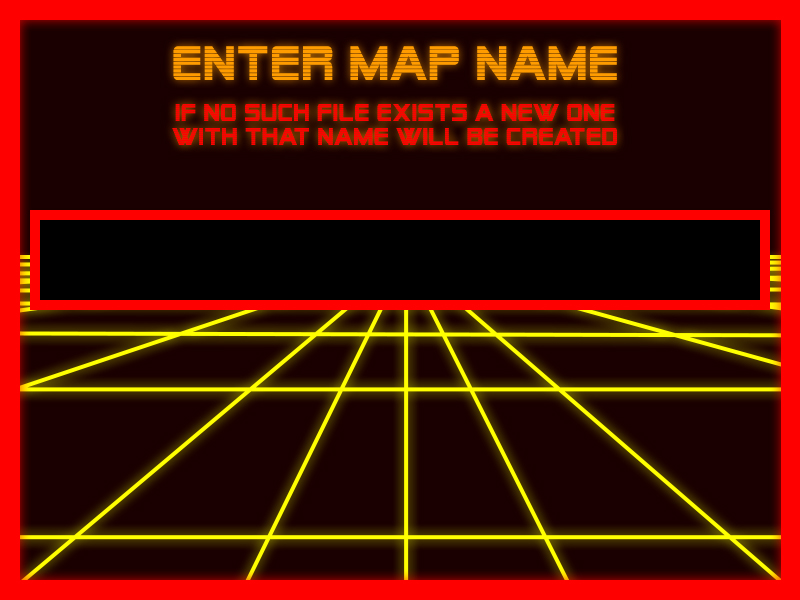 ENTER MAP NAME
IF NO SUCH FILE EXISTS A NEW ONE
WITH THAT NAME WILL BE CREATED